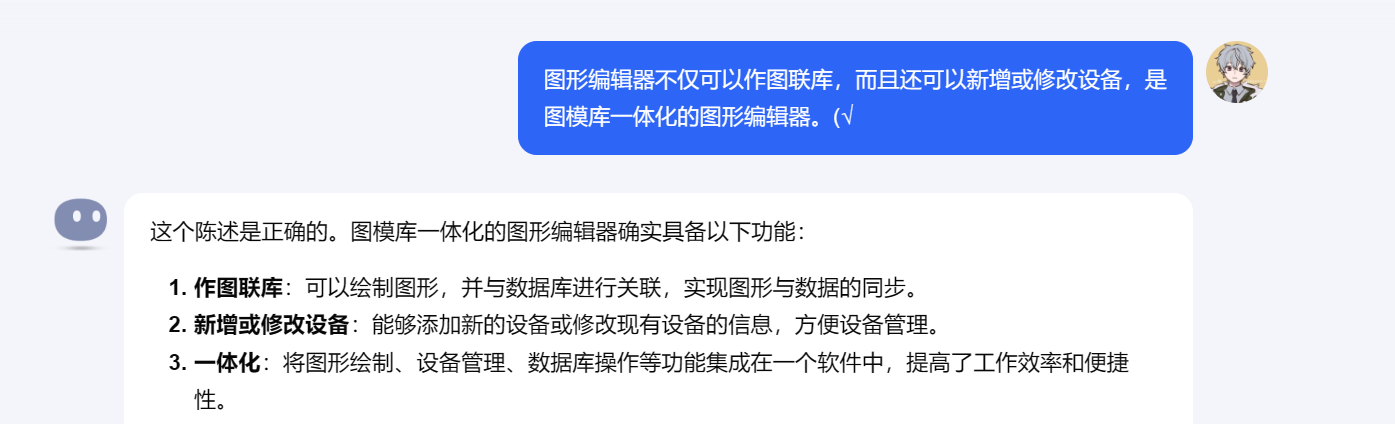 图形编辑器不仅可以作图联库，而且还可以新增或修改设备，是
图模库一体化的图形编辑器。(√
这个陈述是正确的。图模库一体化的图形编辑器确实具备以下功能：
1. 作图联库：可以绘制图形，并与数据库进行关联，实现图形与数据的同步。
2. 新增或修改设备：能够添加新的设备或修改现有设备的信息，方便设备管理。
3. 一体化：将图形绘制、设备管理、数据库操作等功能集成在一个软件中，提高了工作效率和便捷
性。